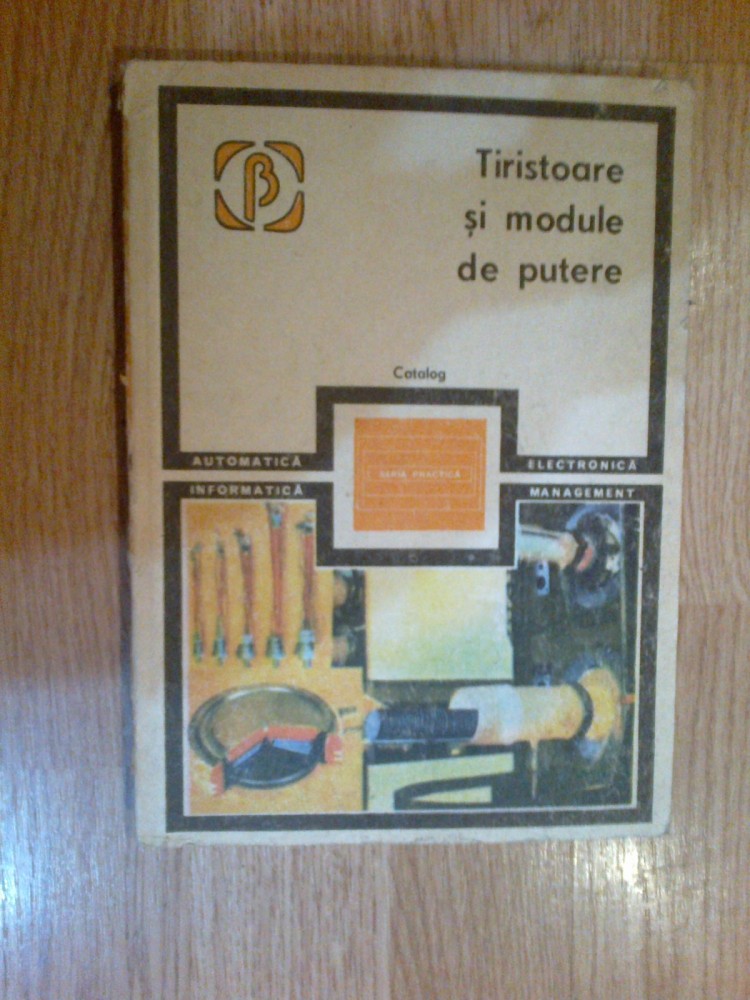 β
Tiristoare
și module
de putere
Catalog
AUTOMATICĂ
ELECTRONICĂ
SERIA PRACTICĂ
INFORMATICĂ
MANAGEMENT